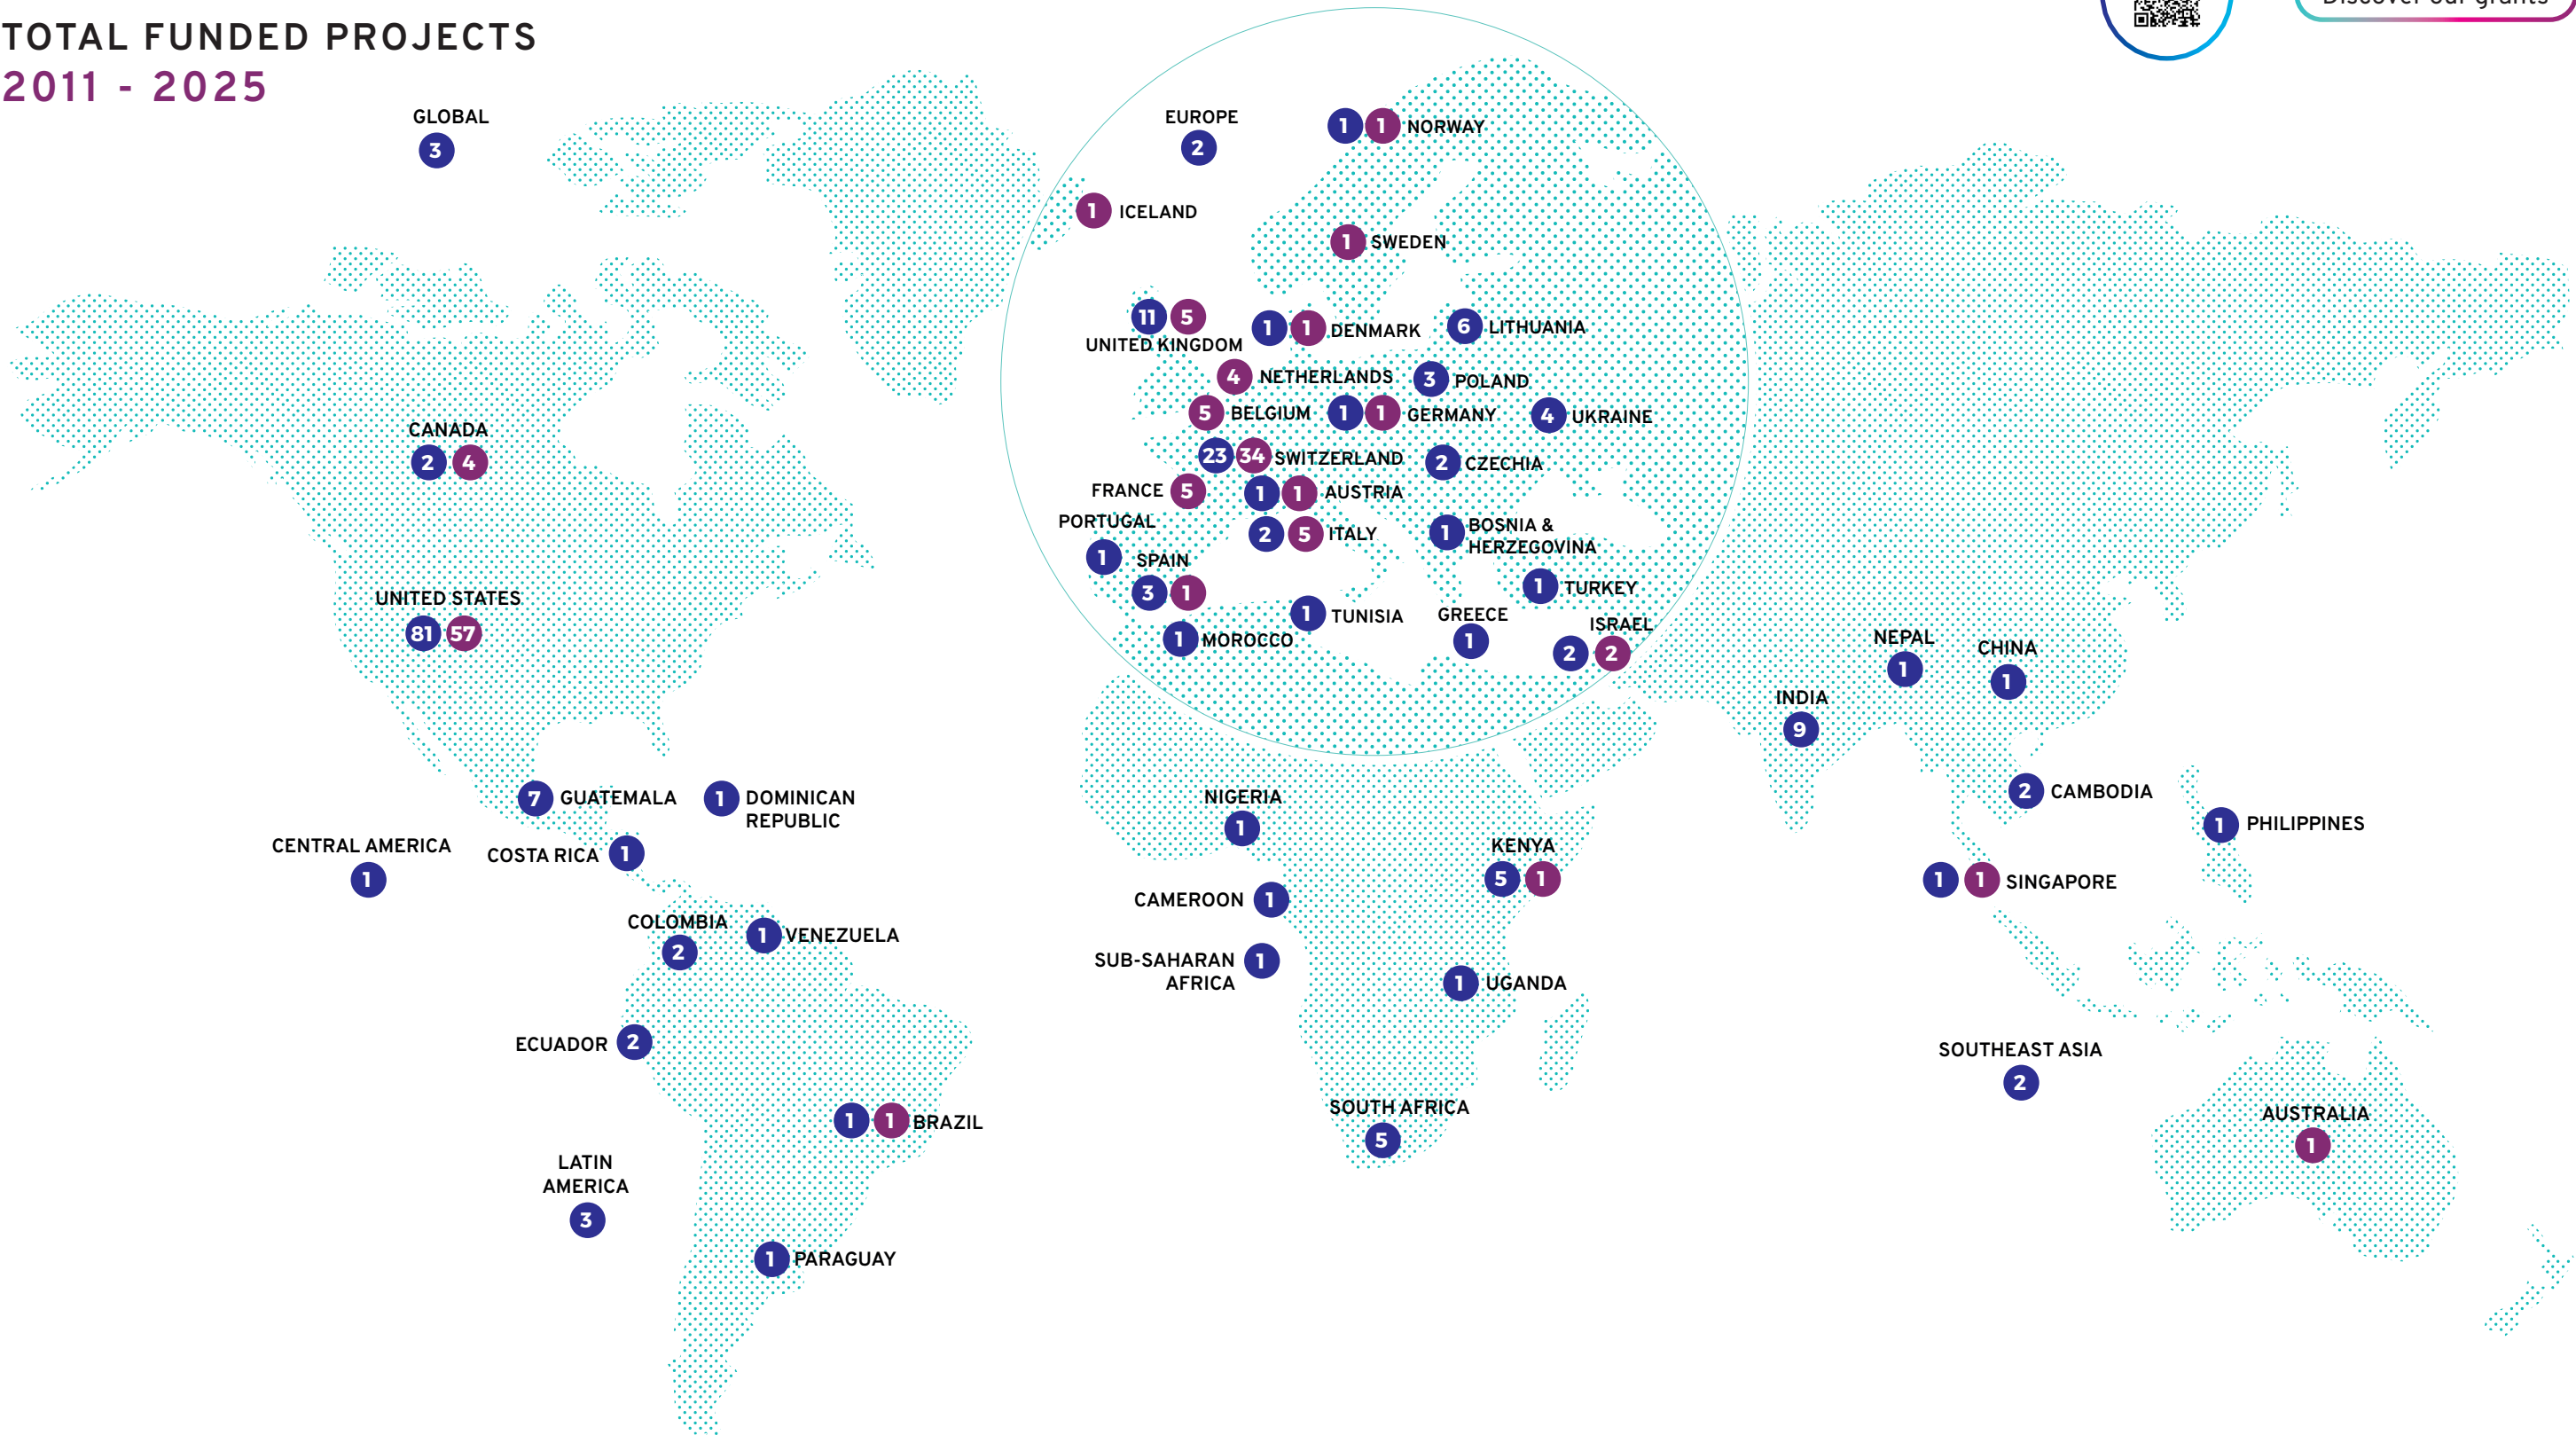 TOTAL FUNDED PROJECTS
2011 - 2025
Discover our grants
GLOBAL
3
EUROPE
2
1 1 NORWAY
1 ICELAND
1 SWEDEN
11 5
UNITED KINGDOM
1 1 DENMARK
6 LITHUANIA
4 NETHERLANDS
3 POLAND
5 BELGIUM
1 1 GERMANY
4 UKRAINE
23 34 SWITZERLAND
2 CZECHIA
FRANCE 5
1 1 AUSTRIA
PORTUGAL
1
2 5 ITALY
1 BOSNIA &
HERZEGOVINA
SPAIN
3 1
1 TURKEY
1 TUNISIA
GREECE
1
ISRAEL
2 2
1 MOROCCO
CANADA
2 4
UNITED STATES
81 57
7 GUATEMALA
1 DOMINICAN
REPUBLIC
CENTRAL AMERICA
1
COSTA RICA 1
COLOMBIA
2
1 VENEZUELA
ECUADOR 2
1 1 BRAZIL
LATIN
AMERICA
3
1 PARAGUAY
NIGERIA
1
KENYA
5 1
CAMEROON 1
SUB-SAHARAN
AFRICA
1
1 UGANDA
SOUTH AFRICA
5
NEPAL
1
CHINA
1
INDIA
9
2 CAMBODIA
1 PHILIPPINES
1 1 SINGAPORE
SOUTHEAST ASIA
2
AUSTRALIA
1